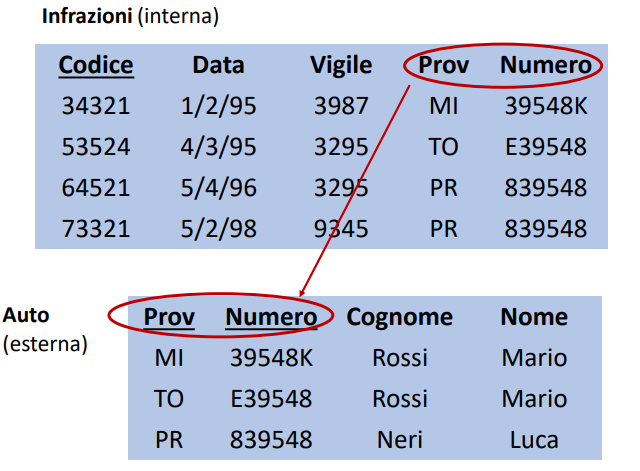 Infrazioni (interna)
Codice Data Vigile Prov Numero
34321 1/2/95 3987 MI 39548K
53524 4/3/95 3295 TO E39548
64521 5/4/96 3295 PR 839548
73321 5/2/98 9345 PR 839548
Auto
(esterna)
Prov Numero Cognome Nome
MI 39548K Rossi Mario
TO E39548 Rossi Mario
PR 839548 Neri Luca